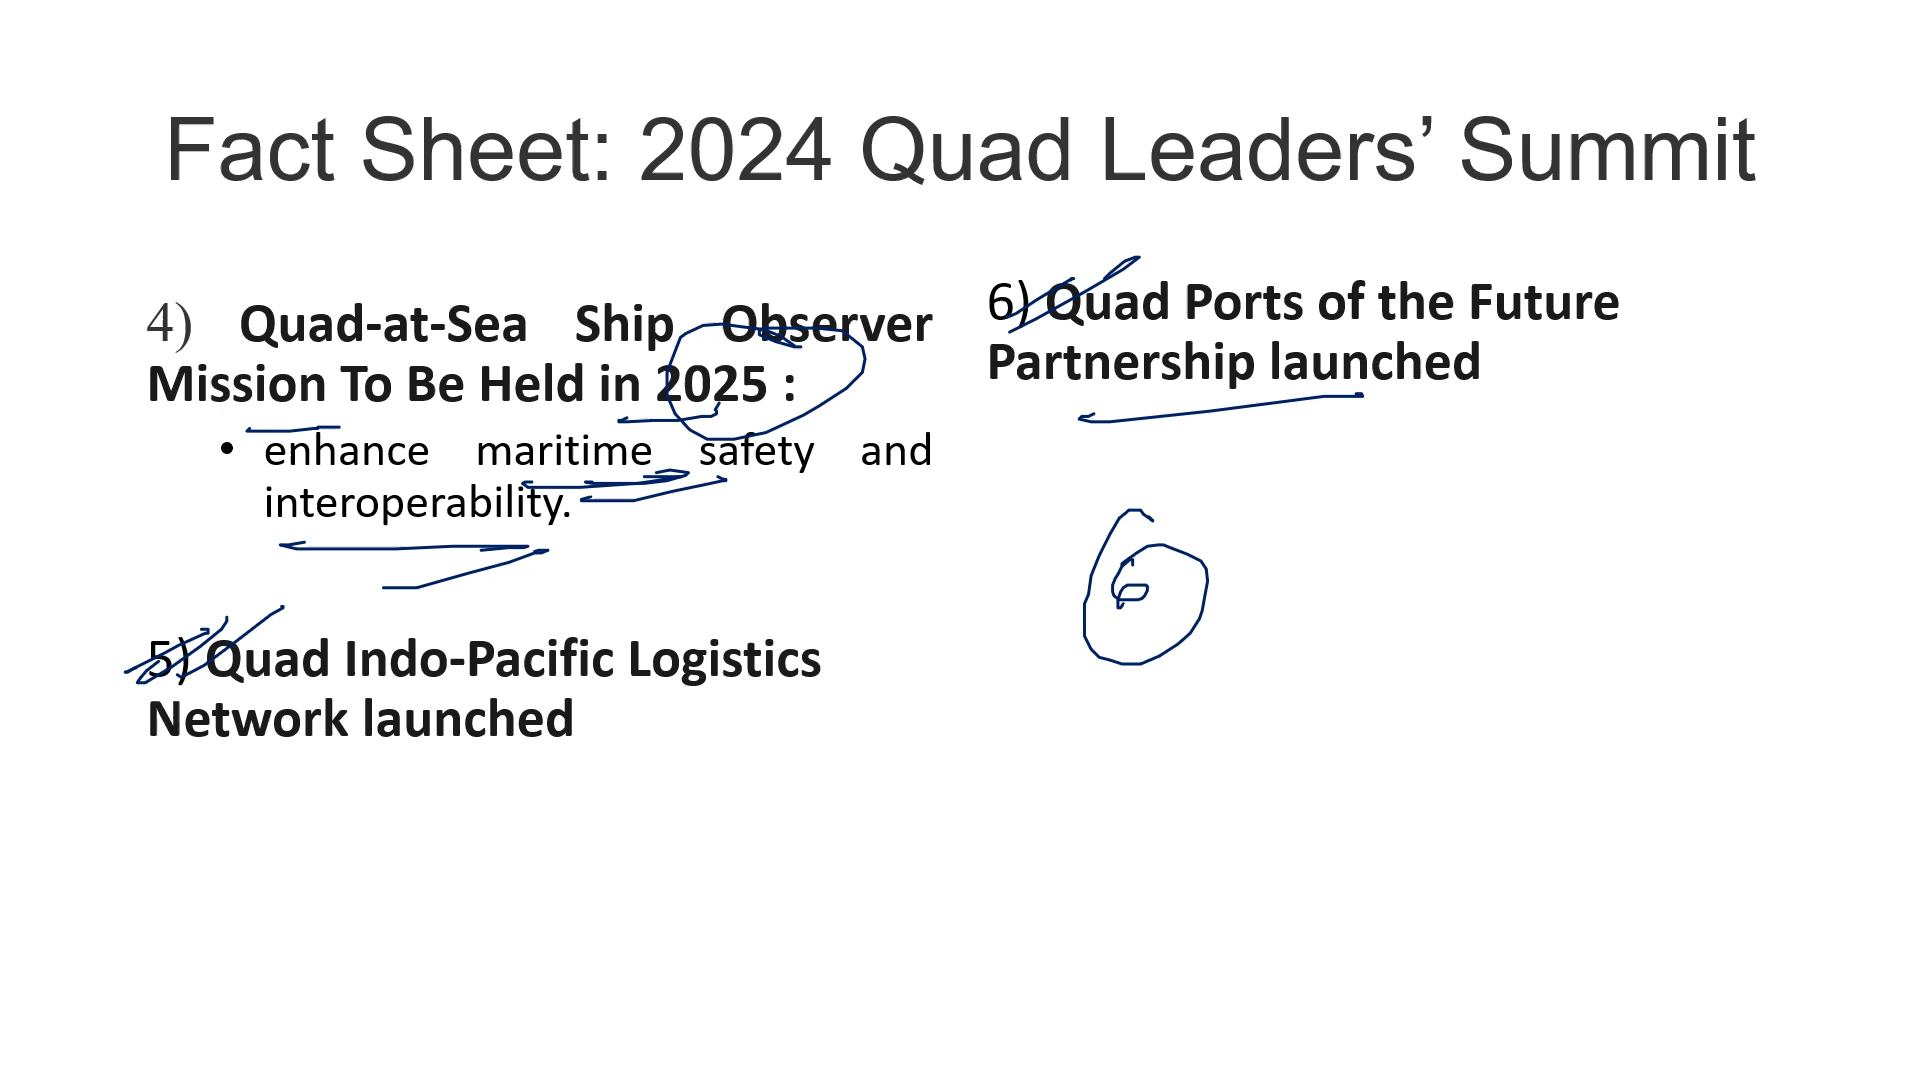 Fact Sheet: 2024 Quad Leaders’ Summit
4) Quad-at-Sea Ship Observer
Mission To Be Held in 2025 :
• enhance maritime safety and
interoperability.
5) Quad Indo-Pacific Logistics
Network launched
6) Quad Ports of the Future
Partnership launched
6